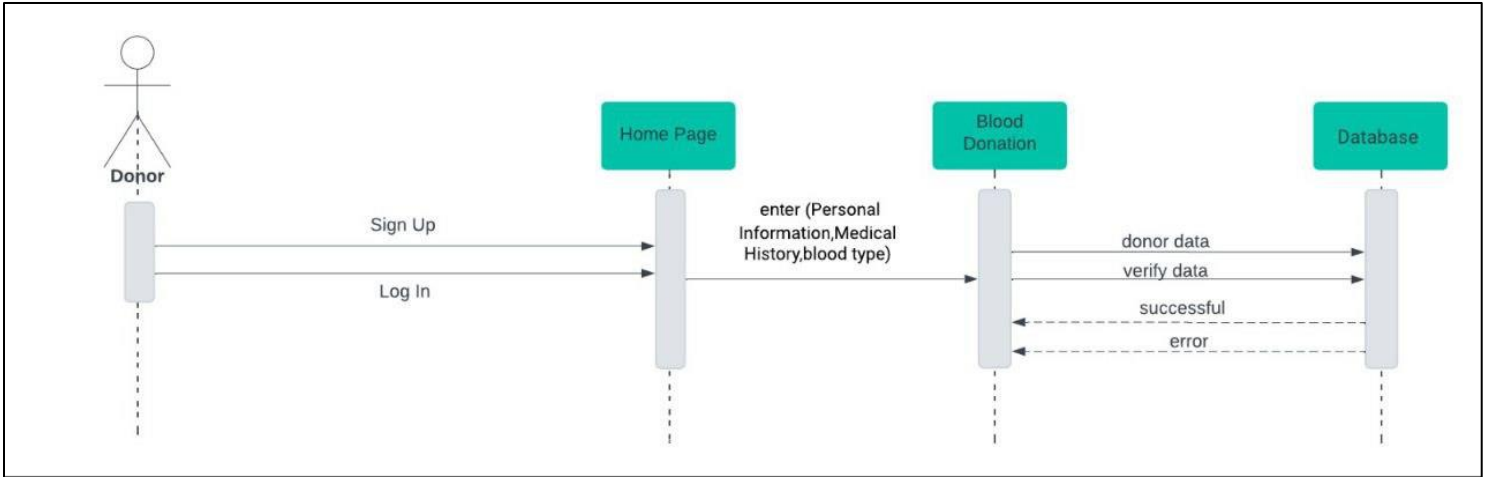 Donor
Home Page
Blood
Donation
Database
Sign Up
Log In
enter (Personal
Information,Medical
History,blood type)
donor data
verify data
successful
error